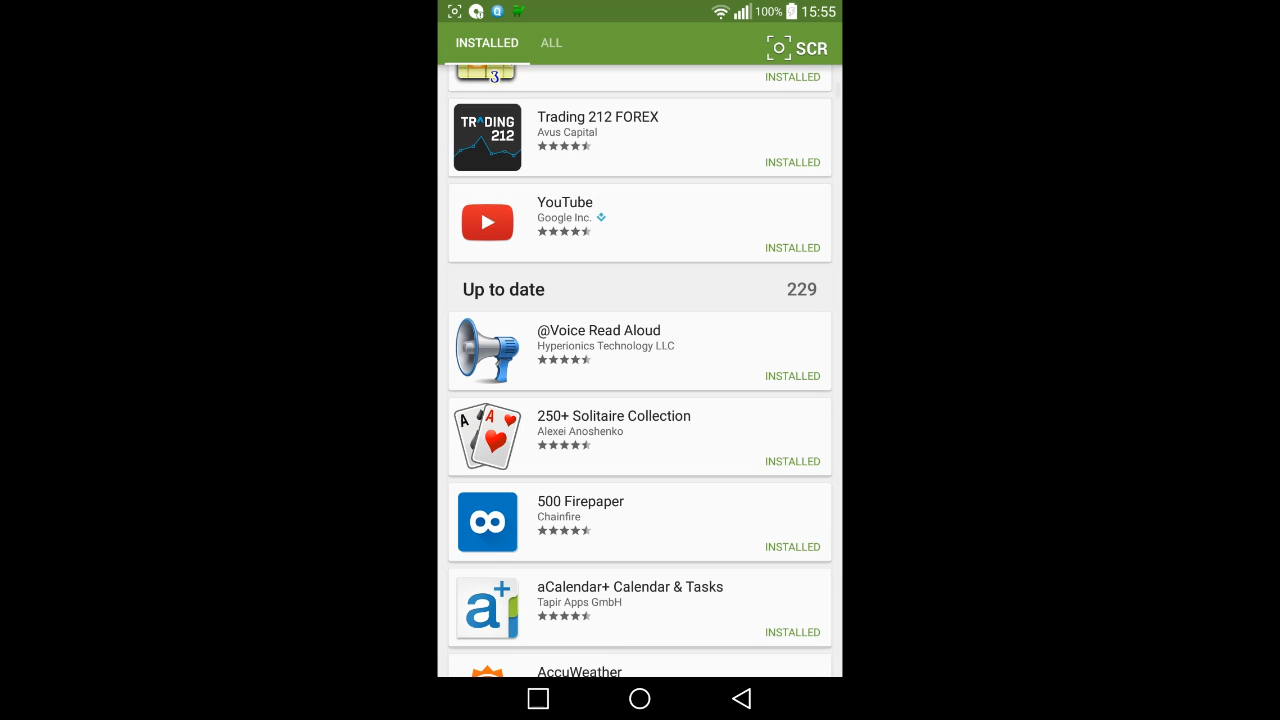 100% 15:55
INSTALLED ALL SCR
3
INSTALLED
TRADING
212
Trading 212 FOREX
Avus Capital
INSTALLED
YouTube
Google Inc.
INSTALLED
Up to date 229
@Voice Read Aloud
Hyperionics Technology LLC
INSTALLED
A A
250+ Solitaire Collection
Alexei Anoshenko
INSTALLED
500 Firepaper
Chainfire
INSTALLED
a+
aCalendar+ Calendar & Tasks
Tapir Apps GmbH
INSTALLED
AccuWeather